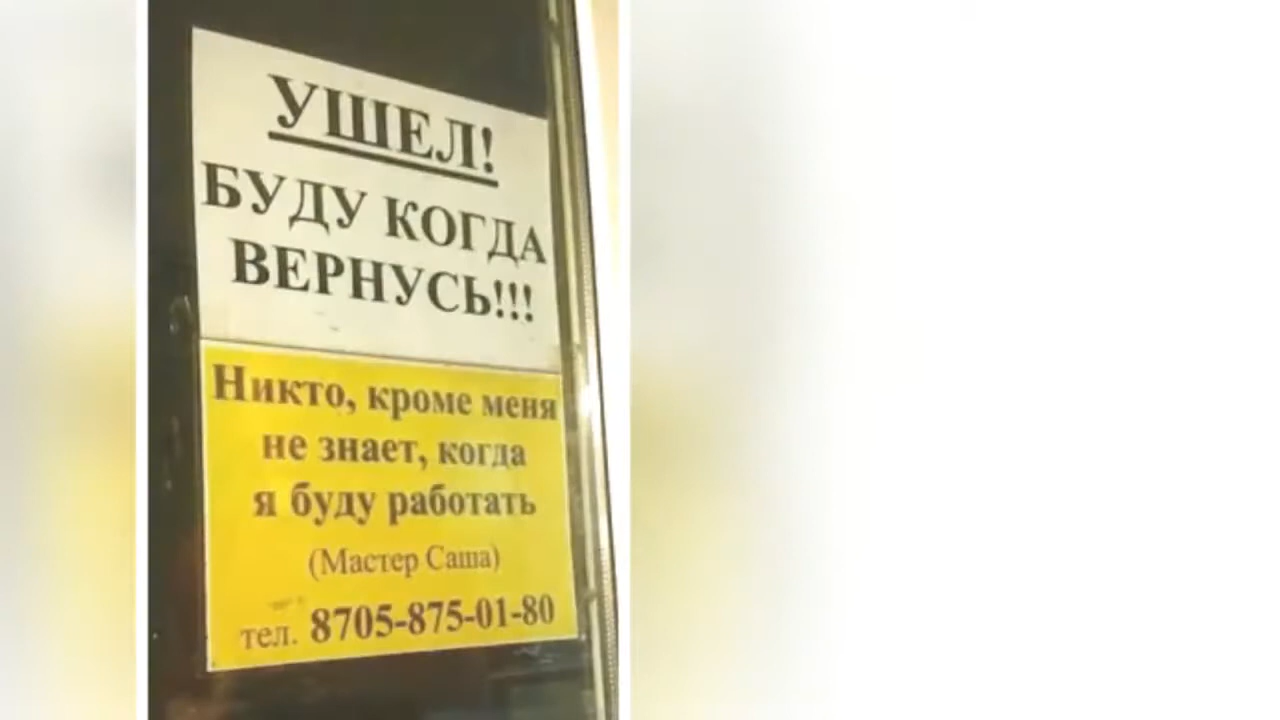 УШЕЛ!
БУДУ КОГДА
ВЕРНУСЬ!!!
Никто, кроме меня
не знает, когда
я буду работать
(Мастер Саша)
тел. 8705-875-01-80